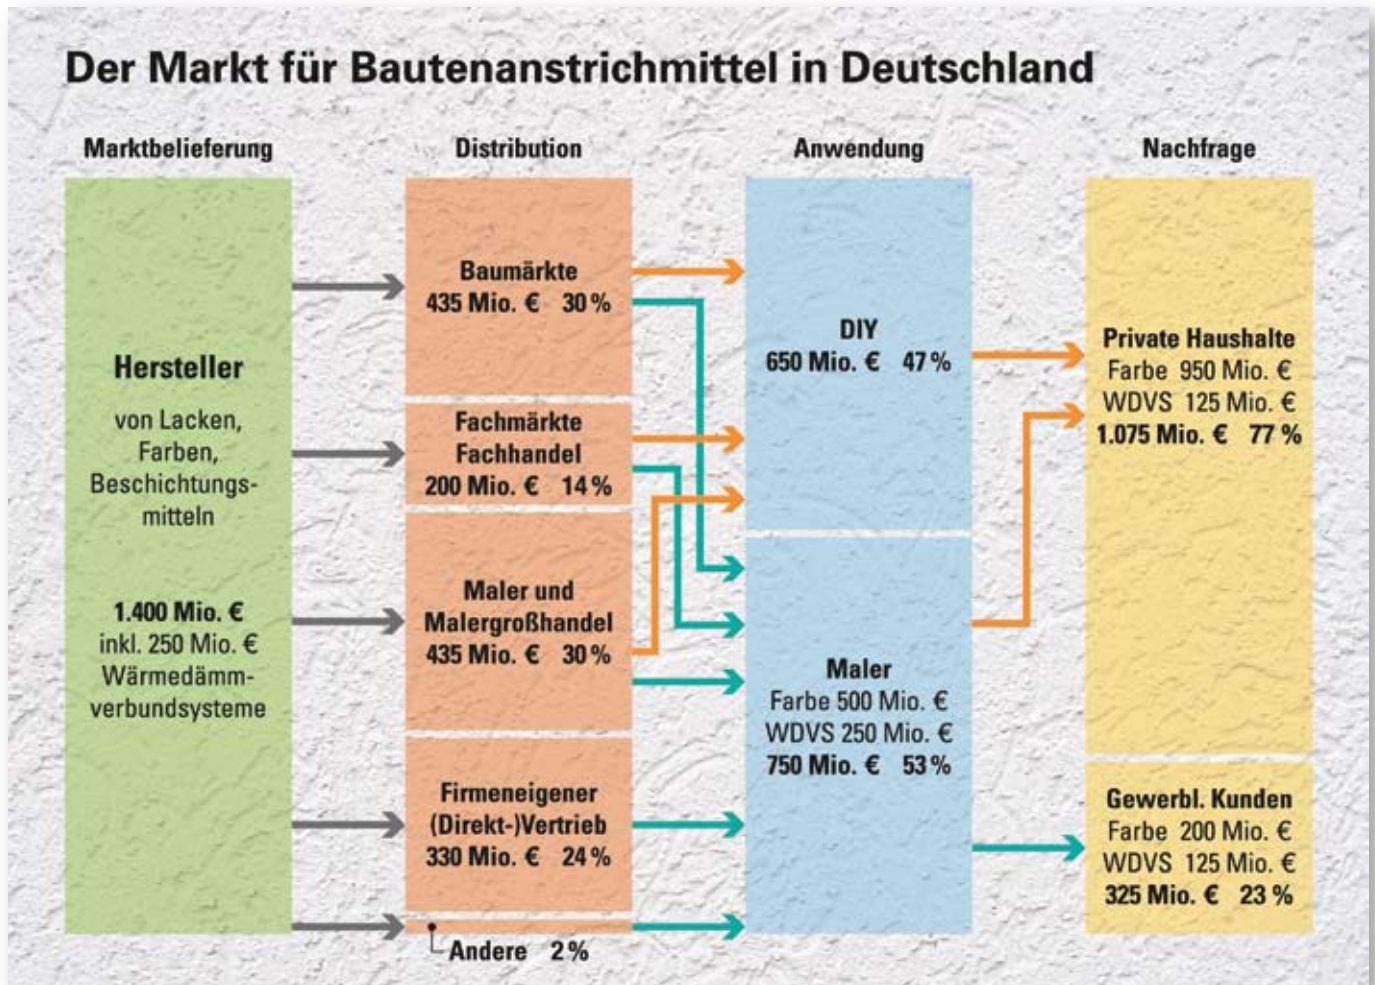 Der Markt für Bautenanstrichmittel in Deutschland
Marktbelieferung
Hersteller
von Lacken,
Farben,
Beschichtungs-
mitteln
1.400 Mio. €
inkl. 250 Mio. €
Wärmedämm-
verbundsysteme
Distribution
Baumärkte
435 Mio. € 30 %
Fachmärkte
Fachhandel
200 Mio. € 14 %
Maler und
Malergroßhandel
435 Mio. € 30 %
Firmeneigener
(Direkt-)Vertrieb
330 Mio. € 24 %
Andere 2 %
Anwendung
DIY
650 Mio. € 47 %
Maler
Farbe 500 Mio. €
WDVS 250 Mio. €
750 Mio. € 53 %
Nachfrage
Private Haushalte
Farbe 950 Mio. €
WDVS 125 Mio. €
1.075 Mio. € 77 %
Gewerbl. Kunden
Farbe 200 Mio. €
WDVS 125 Mio. €
325 Mio. € 23 %